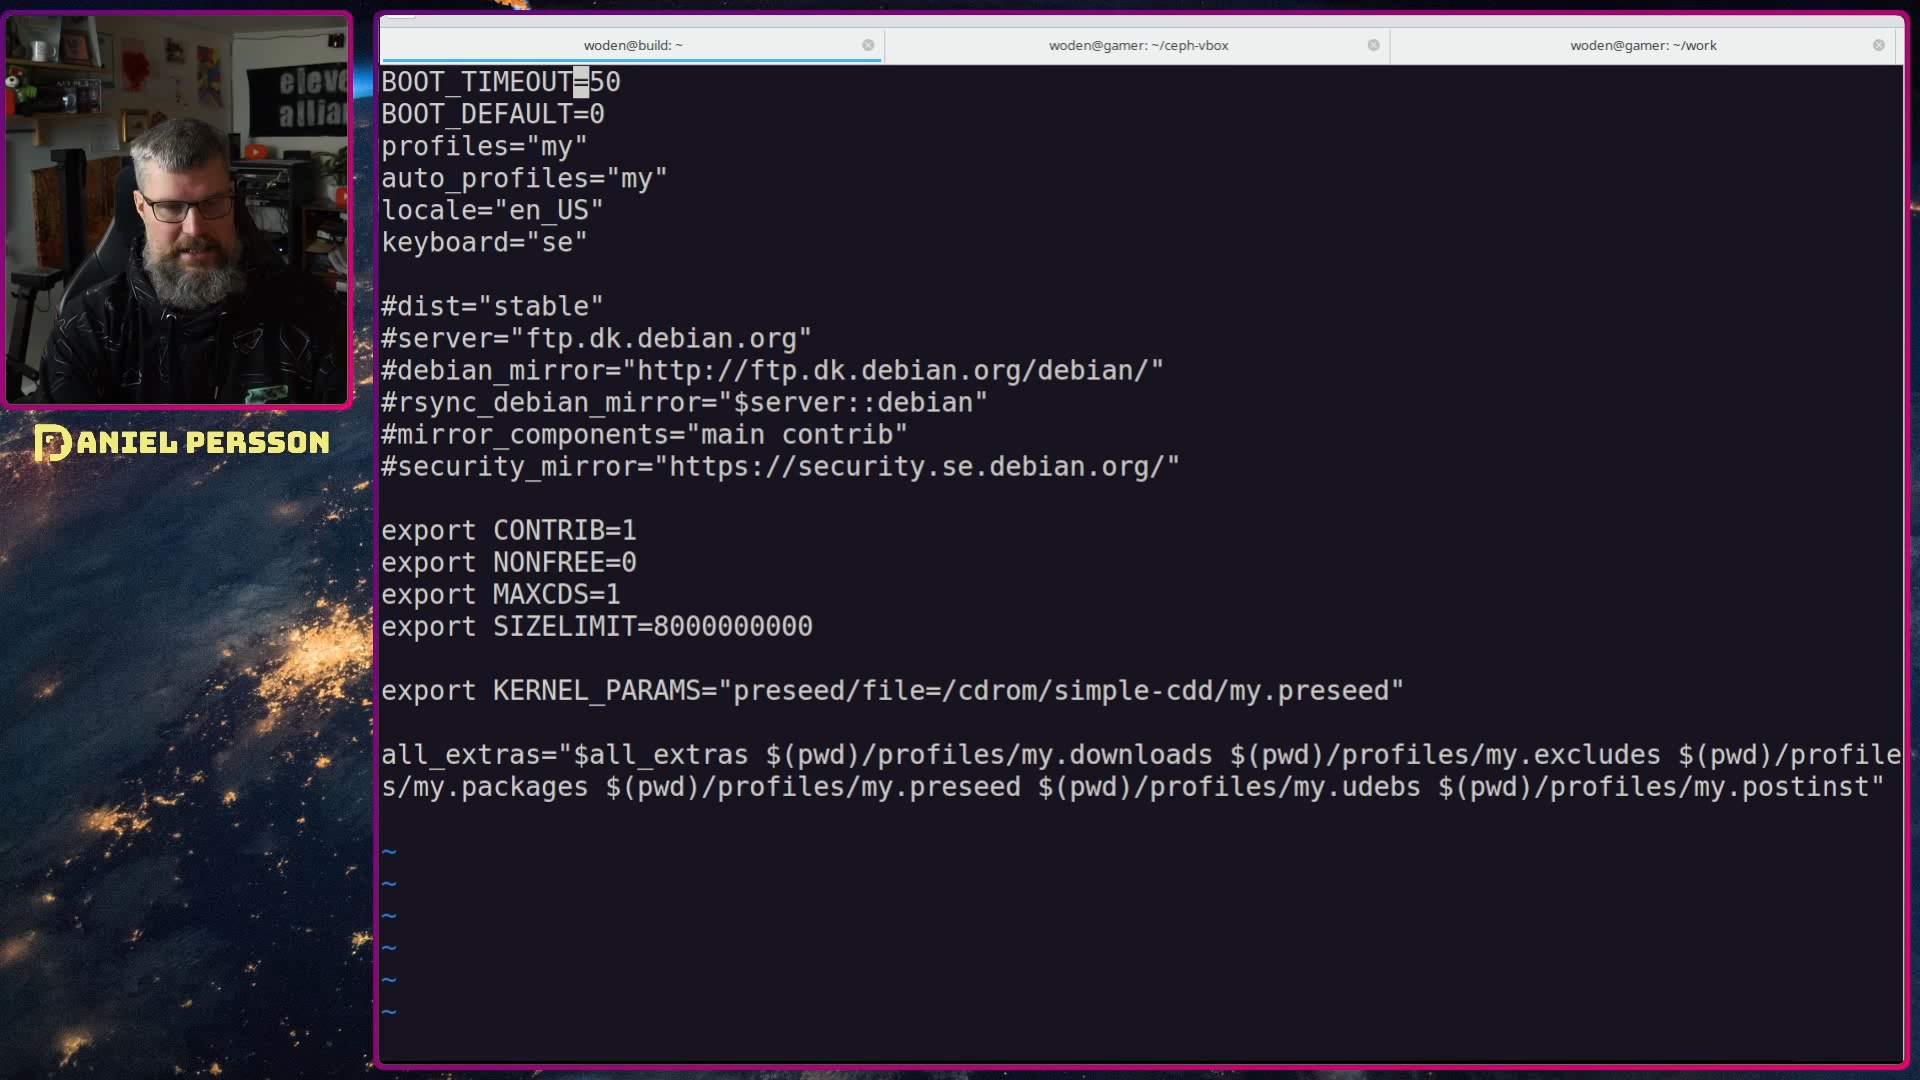 woden@build: ~
woden@gamer: ~/ceph-vbox
woden@gamer: ~/work
BOOT_TIMEOUT=50
BOOT_DEFAULT=0
profiles="my"
auto_profiles="my"
locale="en_US"
keyboard="se"
#dist="stable"
#server="ftp.dk.debian.org"
#debian_mirror="http://ftp.dk.debian.org/debian/"
#rsync_debian_mirror="$server::debian"
#mirror_components="main contrib"
#security_mirror="https://security.se.debian.org/"
export CONTRIB=1
export NONFREE=0
export MAXCDS=1
export SIZELIMIT=8000000000
export KERNEL_PARAMS="preseed/file=/cdrom/simple-cdd/my.preseed"
all_extras="$all_extras $(pwd)/profiles/my.downloads $(pwd)/profiles/my.excludes $(pwd)/profile
s/my.packages $(pwd)/profiles/my.preseed $(pwd)/profiles/my.udebs $(pwd)/profiles/my.postinst"
~
~
~
~
~
~
DANIEL PERSSON